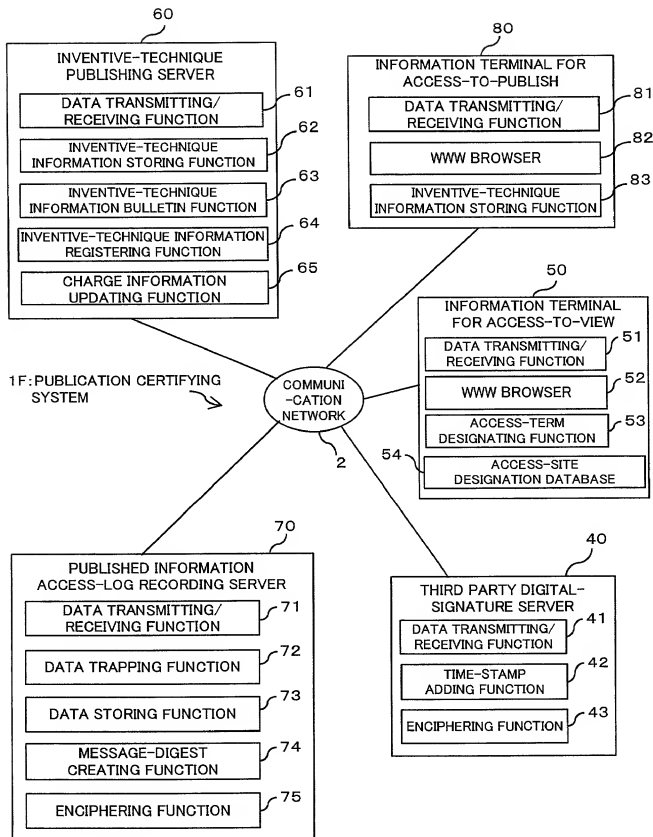 60
INVENTIVE-TECHNIQUE
PUBLISHING SERVER
DATA TRANSMITTING/
RECEIVING FUNCTION
61
INVENTIVE-TECHNIQUE
INFORMATION STORING FUNCTION
62
INVENTIVE-TECHNIQUE
INFORMATION BULLETIN FUNCTION
63
INVENTIVE-TECHNIQUE INFORMATION
REGISTERING FUNCTION
64
CHARGE INFORMATION
UPDATING FUNCTION
65
80
INFORMATION TERMINAL FOR
ACCESS-TO-PUBLISH
DATA TRANSMITTING/
RECEIVING FUNCTION
81
WWW BROWSER
82
INVENTIVE-TECHNIQUE
INFORMATION STORING FUNCTION
83
50
INFORMATION TERMINAL
FOR ACCESS-TO-VIEW
DATA TRANSMITTING/
RECEIVING FUNCTION
51
WWW BROWSER
52
ACCESS-TERM
DESIGNATING FUNCTION
53
54
ACCESS-SITE
DESIGNATION DATABASE
1F:PUBLICATION CERTIFYING
SYSTEM
COMMUNI
-CATION
NETWORK
2
70
PUBLISHED INFORMATION
ACCESS-LOG RECORDING SERVER
DATA TRANSMITTING/
RECEIVING FUNCTION
71
DATA TRAPPING FUNCTION
72
DATA STORING FUNCTION
73
MESSAGE-DIGEST
CREATING FUNCTION
74
ENCIPHERING FUNCTION
75
40
THIRD PARTY DIGITAL-
SIGNATURE SERVER
DATA TRANSMITTING/
RECEIVING FUNCTION
41
TIME-STAMP
ADDING FUNCTION
42
ENCIPHERING FUNCTION
43